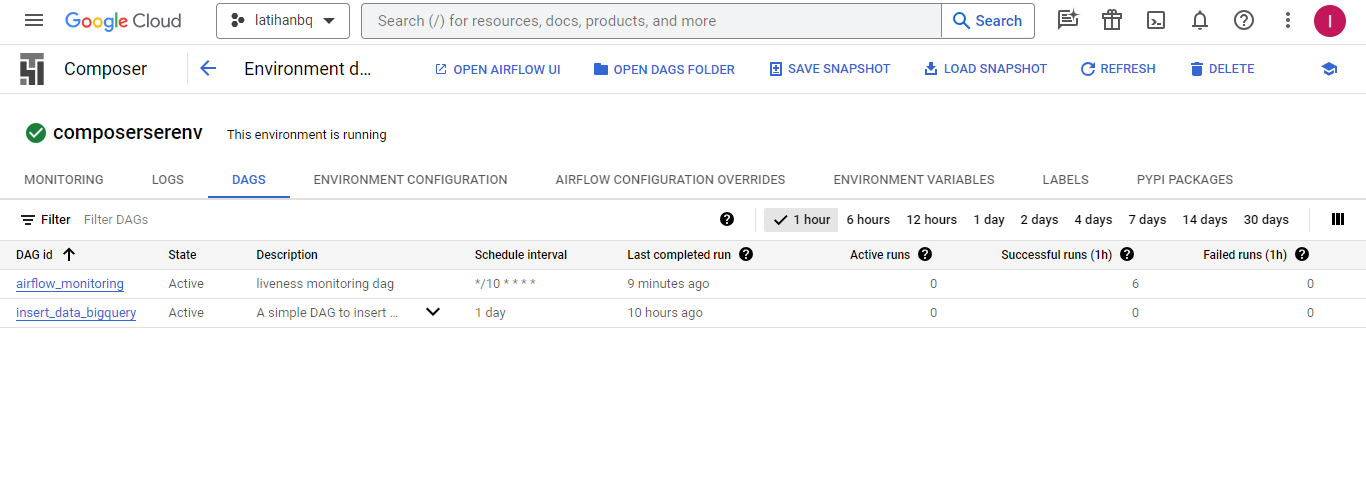 Google Cloud latihanbq Search (/) for resources, docs, products, and more Search I
Composer Environment d... OPEN AIRFLOW UI OPEN DAGS FOLDER SAVE SNAPSHOT LOAD SNAPSHOT REFRESH DELETE
composerserenv This environment is running
MONITORING LOGS DAGS ENVIRONMENT CONFIGURATION AIRFLOW CONFIGURATION OVERRIDES ENVIRONMENT VARIABLES LABELS PYPI PACKAGES
Filter Filter DAGs 1 hour 6 hours 12 hours 1 day 2 days 4 days 7 days 14 days 30 days
DAG id State Description Schedule interval Last completed run Active runs Successful runs (1h) Failed runs (1h)
airflow_monitoring Active liveness monitoring dag */10 * * * * 9 minutes ago 0 6 0
insert_data_bigquery Active A simple DAG to insert ... 1 day 10 hours ago 0 0 0